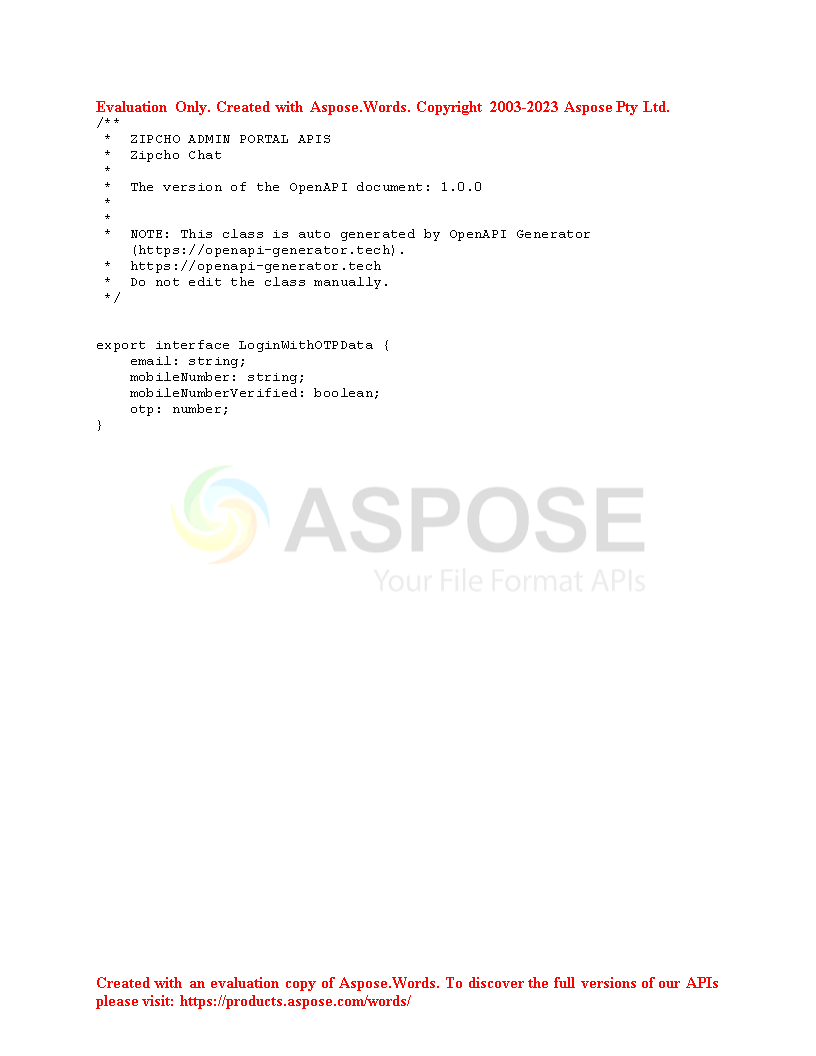 Evaluation Only. Created with Aspose.Words. Copyright 2003-2023 Aspose Pty Ltd.
/**
 *  ZIPCHO ADMIN PORTAL APIS
 *  Zipcho Chat
 *
 *  The version of the OpenAPI document: 1.0.0
 *
 *
 *  NOTE: This class is auto generated by OpenAPI Generator
    (https://openapi-generator.tech).
 *  https://openapi-generator.tech
 *  Do not edit the class manually.
 */
export interface LoginWithOTPData {
    email: string;
    mobileNumber: string;
    mobileNumberVerified: boolean;
    otp: number;
}
ASPOSE
Your File Format APIs
Created with an evaluation copy of Aspose.Words. To discover the full versions of our APIs
please visit: https://products.aspose.com/words/